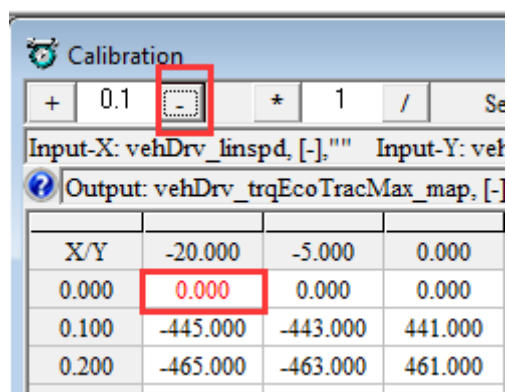 Calibration
+ 0.1 - * 1 / Se
Input-X: vehDrv_linspd, [-],"" Input-Y: veh
Output: vehDrv_trqEcoTracMax_map, [-]
X/Y -20.000 -5.000 0.000
0.000 0.000 0.000 0.000
0.100 -445.000 -443.000 441.000
0.200 -465.000 -463.000 461.000